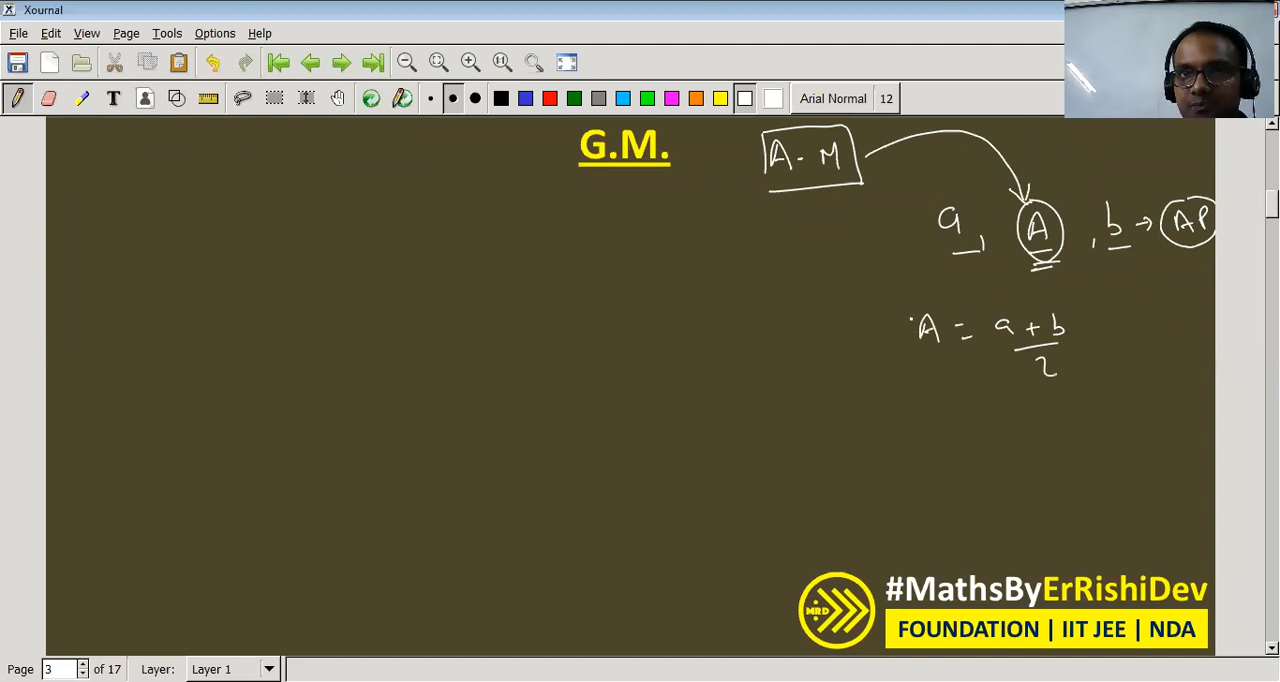 Xournal
File Edit View Page Tools Options Help
Arial Normal 12
G.M.
A-M
a, A, b → AP
A = a + b
2
MRD
#MathsByErRishiDev
FOUNDATION | IIT JEE | NDA
Page 3 of 17 Layer: Layer 1